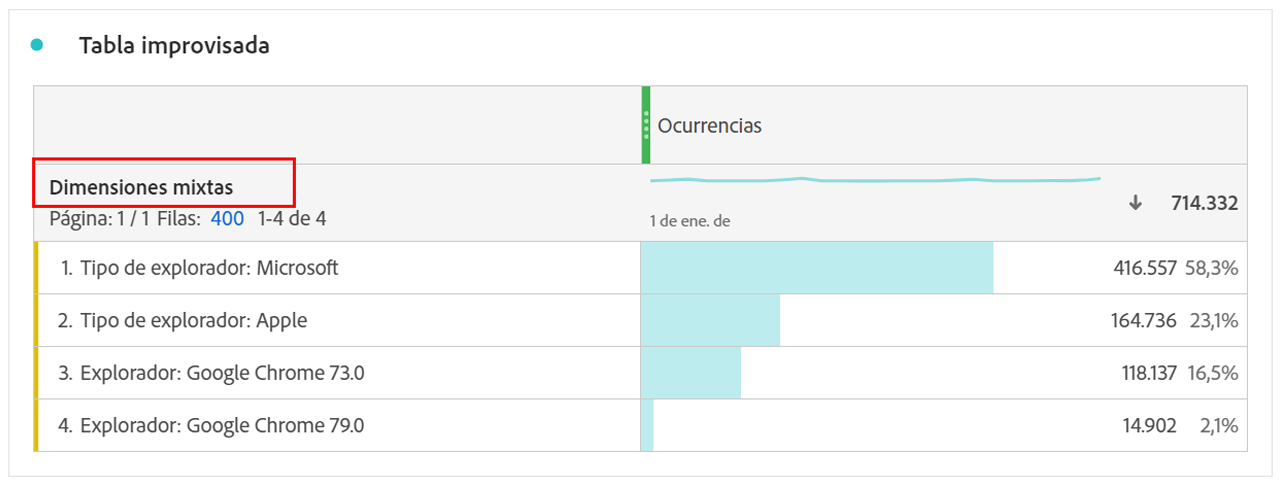 Tabla improvisada
Ocurrencias
Dimensiones mixtas
Página: 1 / 1 Filas: 400 1-4 de 4
1 de ene. de
714.332
1. Tipo de explorador: Microsoft 416.557 58,3%
2. Tipo de explorador: Apple 164.736 23,1%
3. Explorador: Google Chrome 73.0 118.137 16,5%
4. Explorador: Google Chrome 79.0 14.902 2,1%